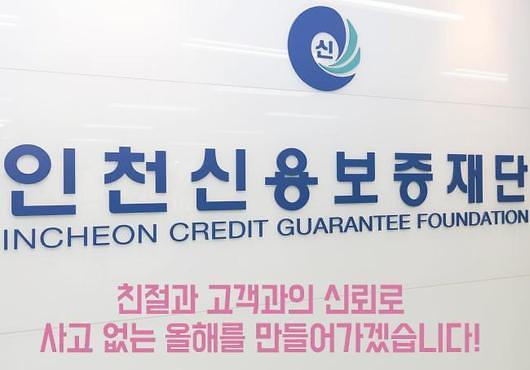 신
인천신용보증재단
INCHEON CREDIT GUARANTEE FOUNDATION
친절과 고객과의 신뢰로
사고 없는 올해를 만들어가겠습니다!